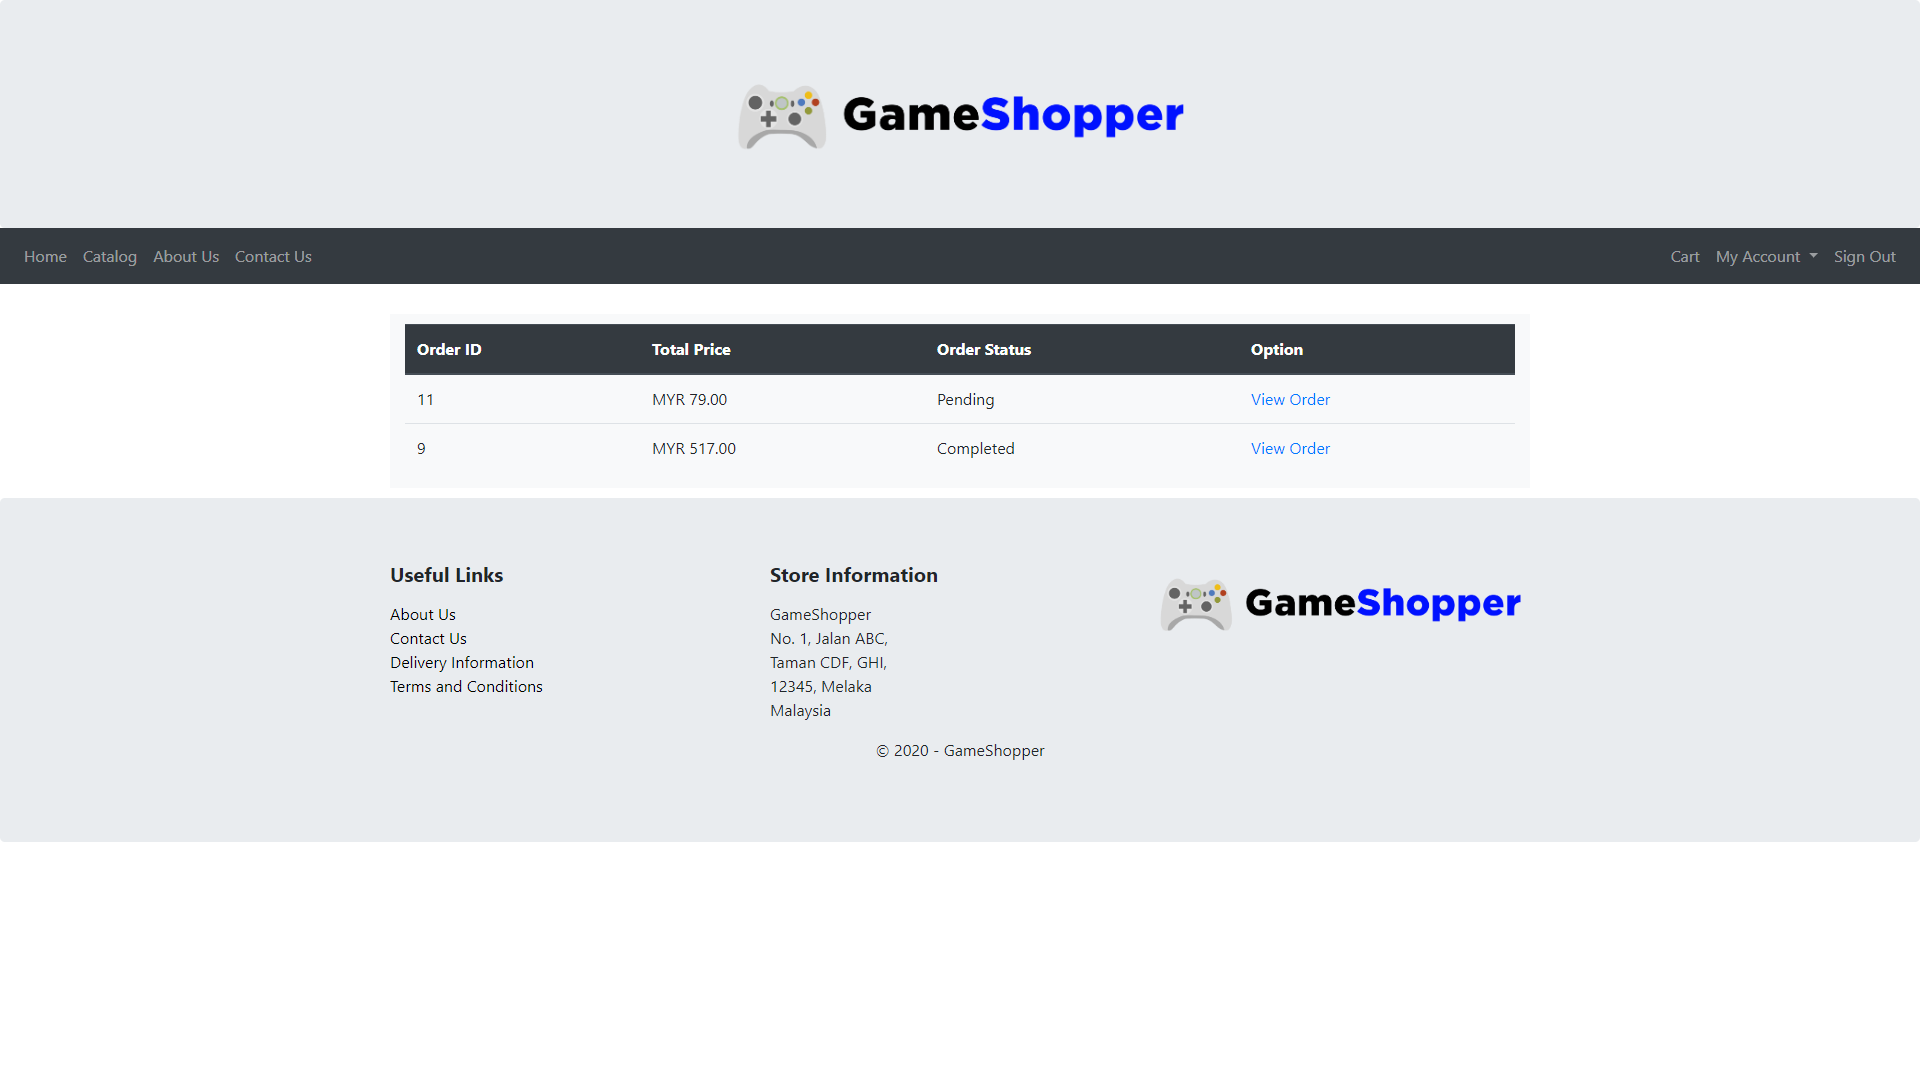 GameShopper
Home Catalog About Us Contact Us Cart My Account Sign Out
Order ID Total Price Order Status Option
11 MYR 79.00 Pending View Order
9 MYR 517.00 Completed View Order
Useful Links
About Us
Contact Us
Delivery Information
Terms and Conditions
Store Information
GameShopper
No. 1, Jalan ABC,
Taman CDF, GHI,
12345, Melaka
Malaysia
GameShopper
© 2020 - GameShopper